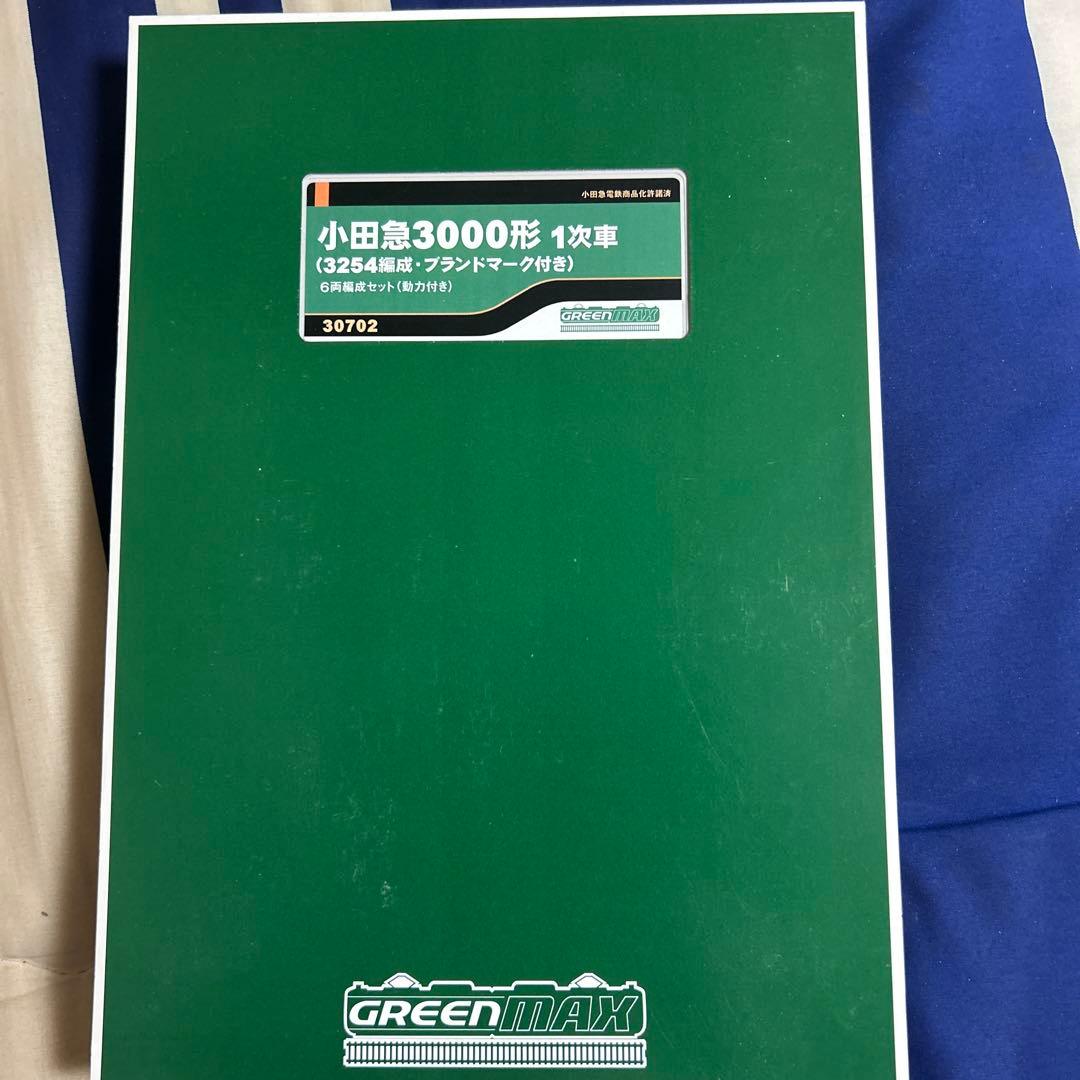 小田急電鉄商品化許諾済
小田急3000形 1次車
(3254編成・ブランドマーク付き)
6両編成セット(動力付き)
30702
GREENMAX
GREENMAX